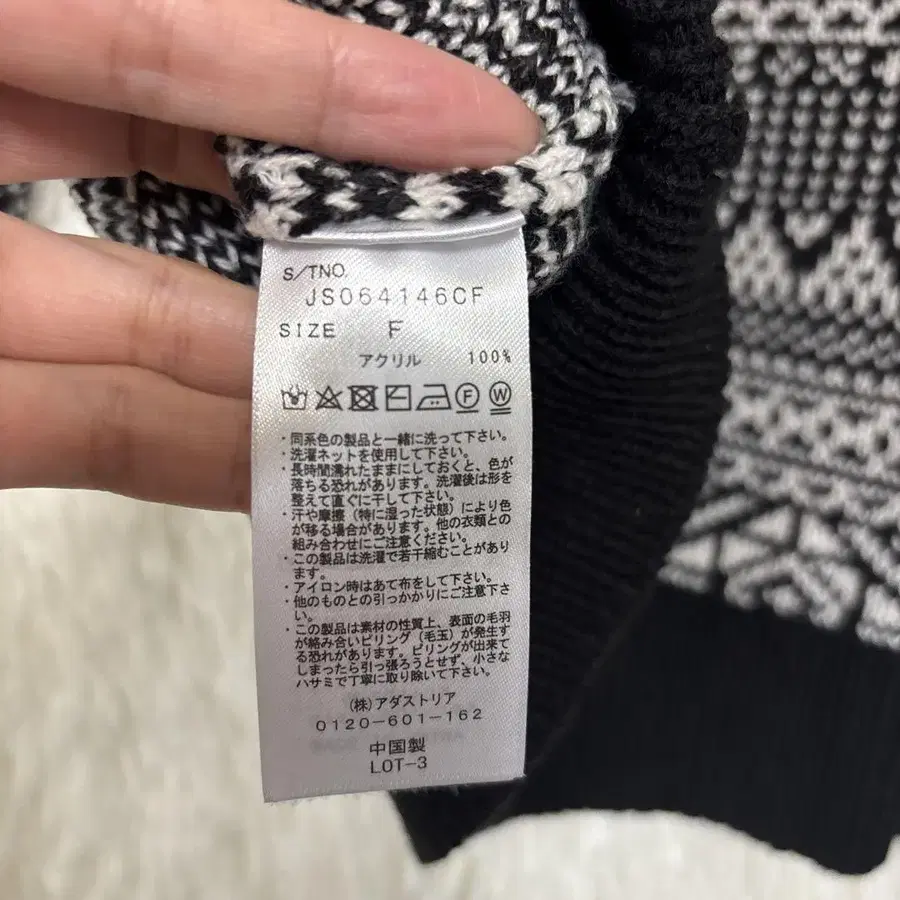 S/TNO.
JS064146CF
SIZE F
アクリル 100%
F W
・同系色の製品と一緒に洗って下さい。
・洗濯ネットを使用して下さい。
・長時間濡れたままにしておくと、色が
落ちる恐れがあります。洗濯後は形を
整えて直ぐに干して下さい。
・汗や摩擦(特に湿った状態)により色
が移る場合があります。他の衣類との
組み合わせにご注意ください。
・この製品は洗濯で若干縮むことがあり
ます。
・アイロン時はあて布をして下さい。
・他のものとの引っかかりにご注意下さ
い。
・この製品は素材の性質上、表面の毛羽
が絡み合いピリング(毛玉)が発生す
る恐れがあります。ピリングが出来て
しまったら引っ張ろうとせず、小さな
ハサミで丁寧に取り除いて下さい。
(株)アダストリア
0120-601-162
中国製
LOT-3